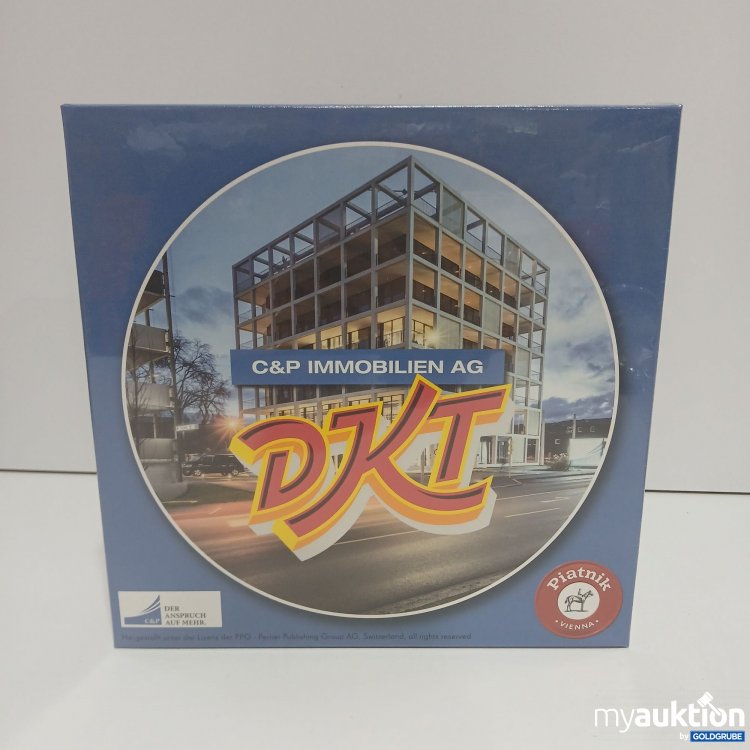 C&P IMMOBILIEN AG
DKT
C&P
DER
ANSPRUCH
AUF MEHR.
Piatnik
VIENNA
Hergestellt unter der Lizenz der PPG - Perner Publishing Group AG, Switzerland, all rights reserved
myauktion
by GOLDGRUBE